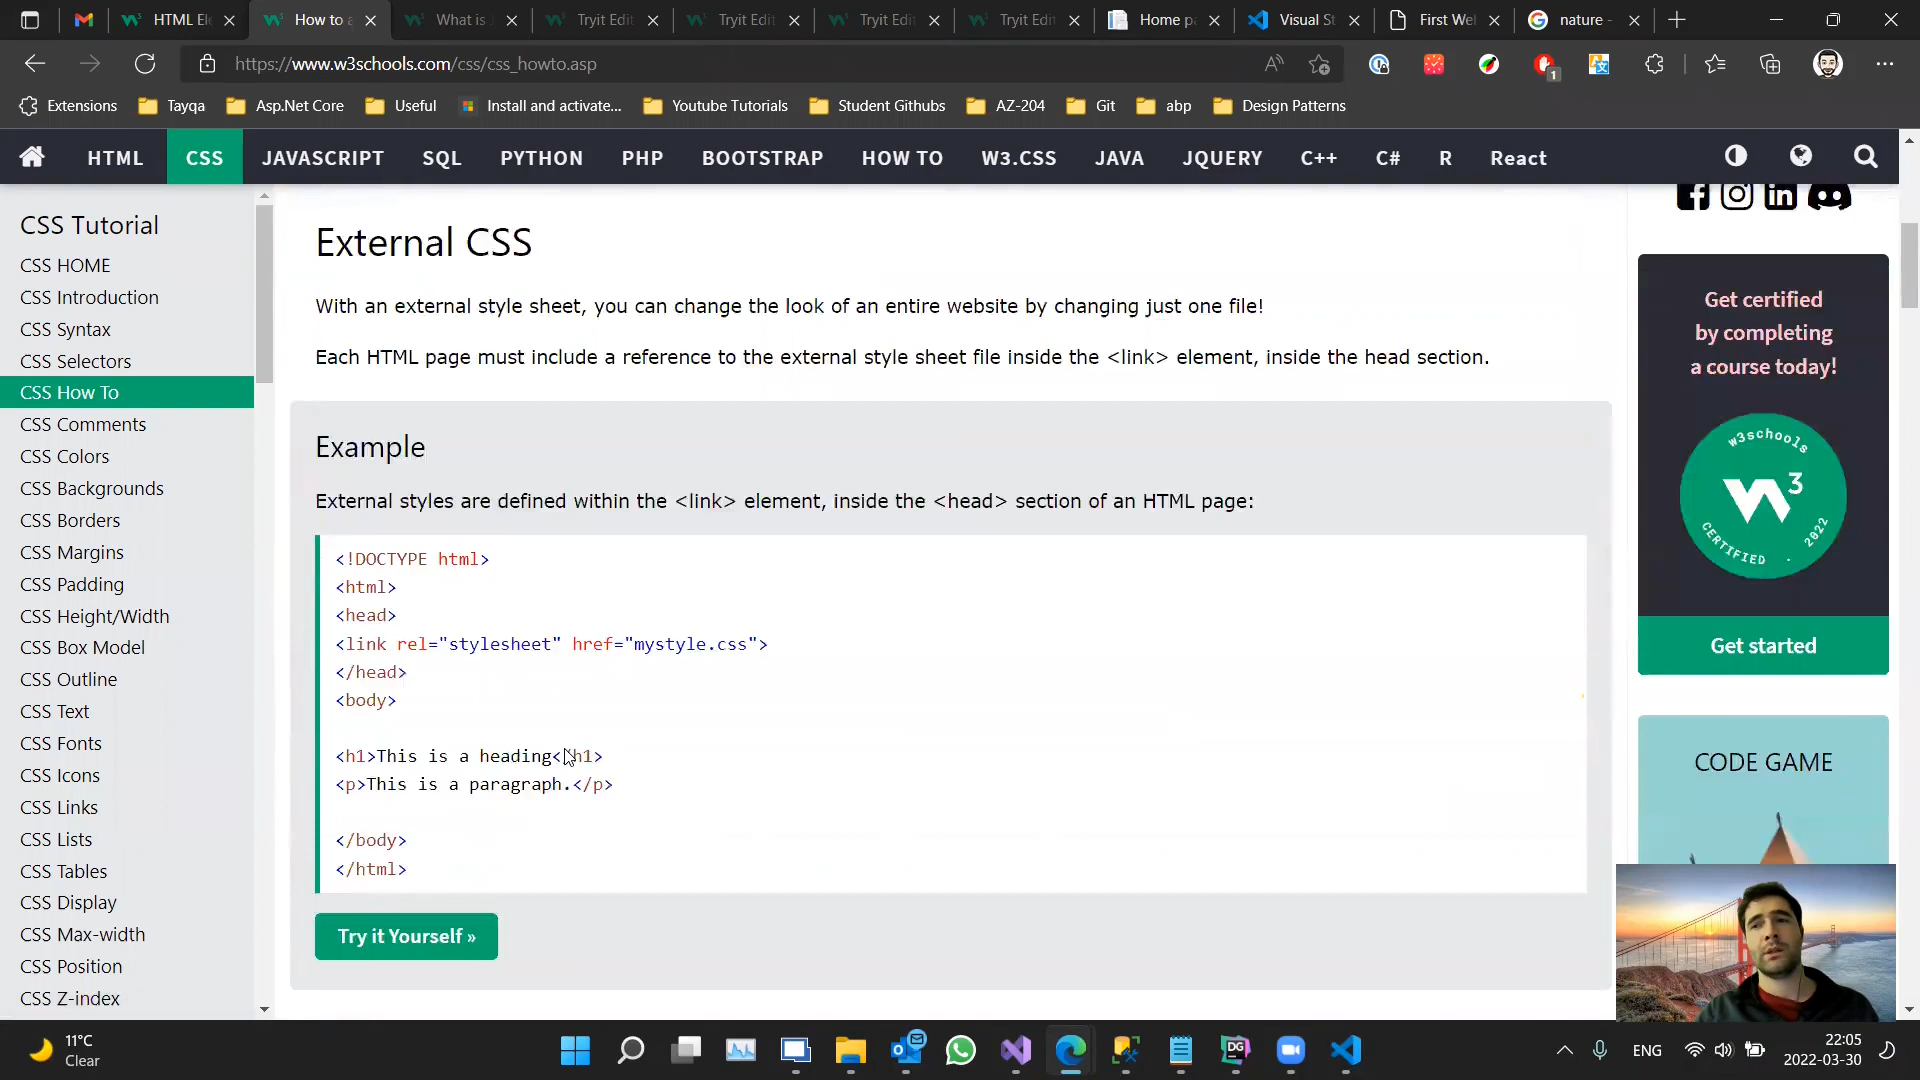 HTML El
How to a
What is
Tryit Edit
Tryit Edit
Tryit Edit
Tryit Edit
Home p
Visual St
First Wel
nature -
https://www.w3schools.com/css/css_howto.asp
1
Extensions
Tayqa
Asp.Net Core
Useful
Install and activate...
Youtube Tutorials
Student Githubs
AZ-204
Git
abp
Design Patterns
HTML
CSS
JAVASCRIPT
SQL
PYTHON
PHP
BOOTSTRAP
HOW TO
W3.CSS
JAVA
JQUERY
C++
C#
R
React
CSS Tutorial
CSS HOME
CSS Introduction
CSS Syntax
CSS Selectors
CSS How To
CSS Comments
CSS Colors
CSS Backgrounds
CSS Borders
CSS Margins
CSS Padding
CSS Height/Width
CSS Box Model
CSS Outline
CSS Text
CSS Fonts
CSS Icons
CSS Links
CSS Lists
CSS Tables
CSS Display
CSS Max-width
CSS Position
CSS Z-index
External CSS
With an external style sheet, you can change the look of an entire website by changing just one file!
Each HTML page must include a reference to the external style sheet file inside the <link> element, inside the head section.
Example
External styles are defined within the <link> element, inside the <head> section of an HTML page:
<!DOCTYPE html>
<html>
<head>
<link rel="stylesheet" href="mystyle.css">
</head>
<body>
<h1>This is a heading</h1>
<p>This is a paragraph.</p>
</body>
</html>
Try it Yourself »
Get certified
by completing
a course today!
w3schools
3
CERTIFIED . 2022
Get started
CODE GAME
11°C
Clear
DG
ENG
22:05
2022-03-30